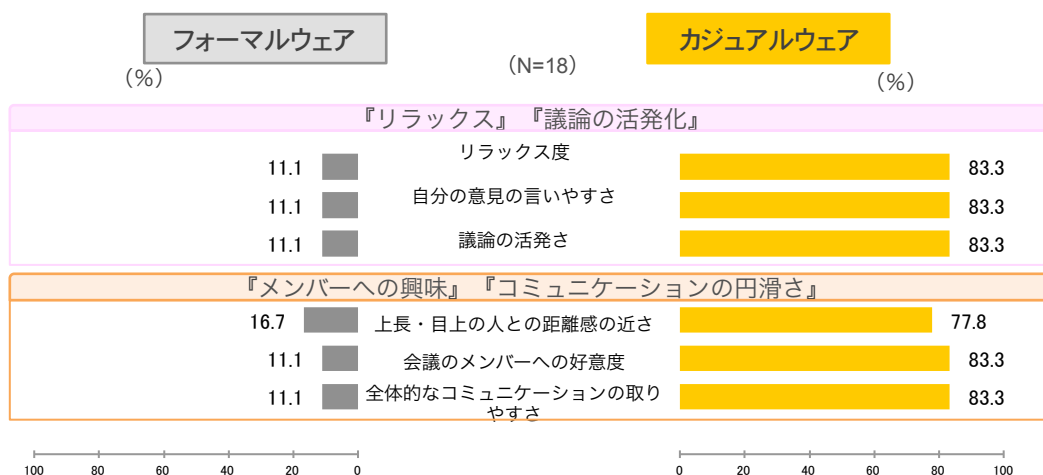 フォーマルウェア
カジュアルウェア
(%)
(N=18)
(%)
『リラックス』『議論の活発化』
11.1 リラックス度 83.3
11.1 自分の意見の言いやすさ 83.3
11.1 議論の活発さ 83.3
『メンバーへの興味』『コミュニケーションの円滑さ』
16.7 上長・目上の人との距離感の近さ 77.8
11.1 会議のメンバーへの好意度 83.3
11.1 全体的なコミュニケーションの取り 83.3
やすさ
100 80 60 40 20 0
0 20 40 60 80 100